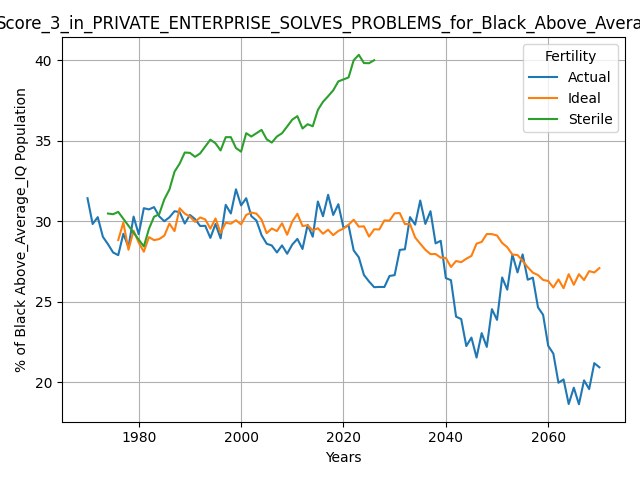 Score_3_in_PRIVATE_ENTERPRISE_SOLVES_PROBLEMS_for_Black_Above_Avera
Fertility
Actual
Ideal
Sterile
% of Black Above_Average_IQ Population
40
35
30
25
20
1980
2000
2020
2040
2060
Years